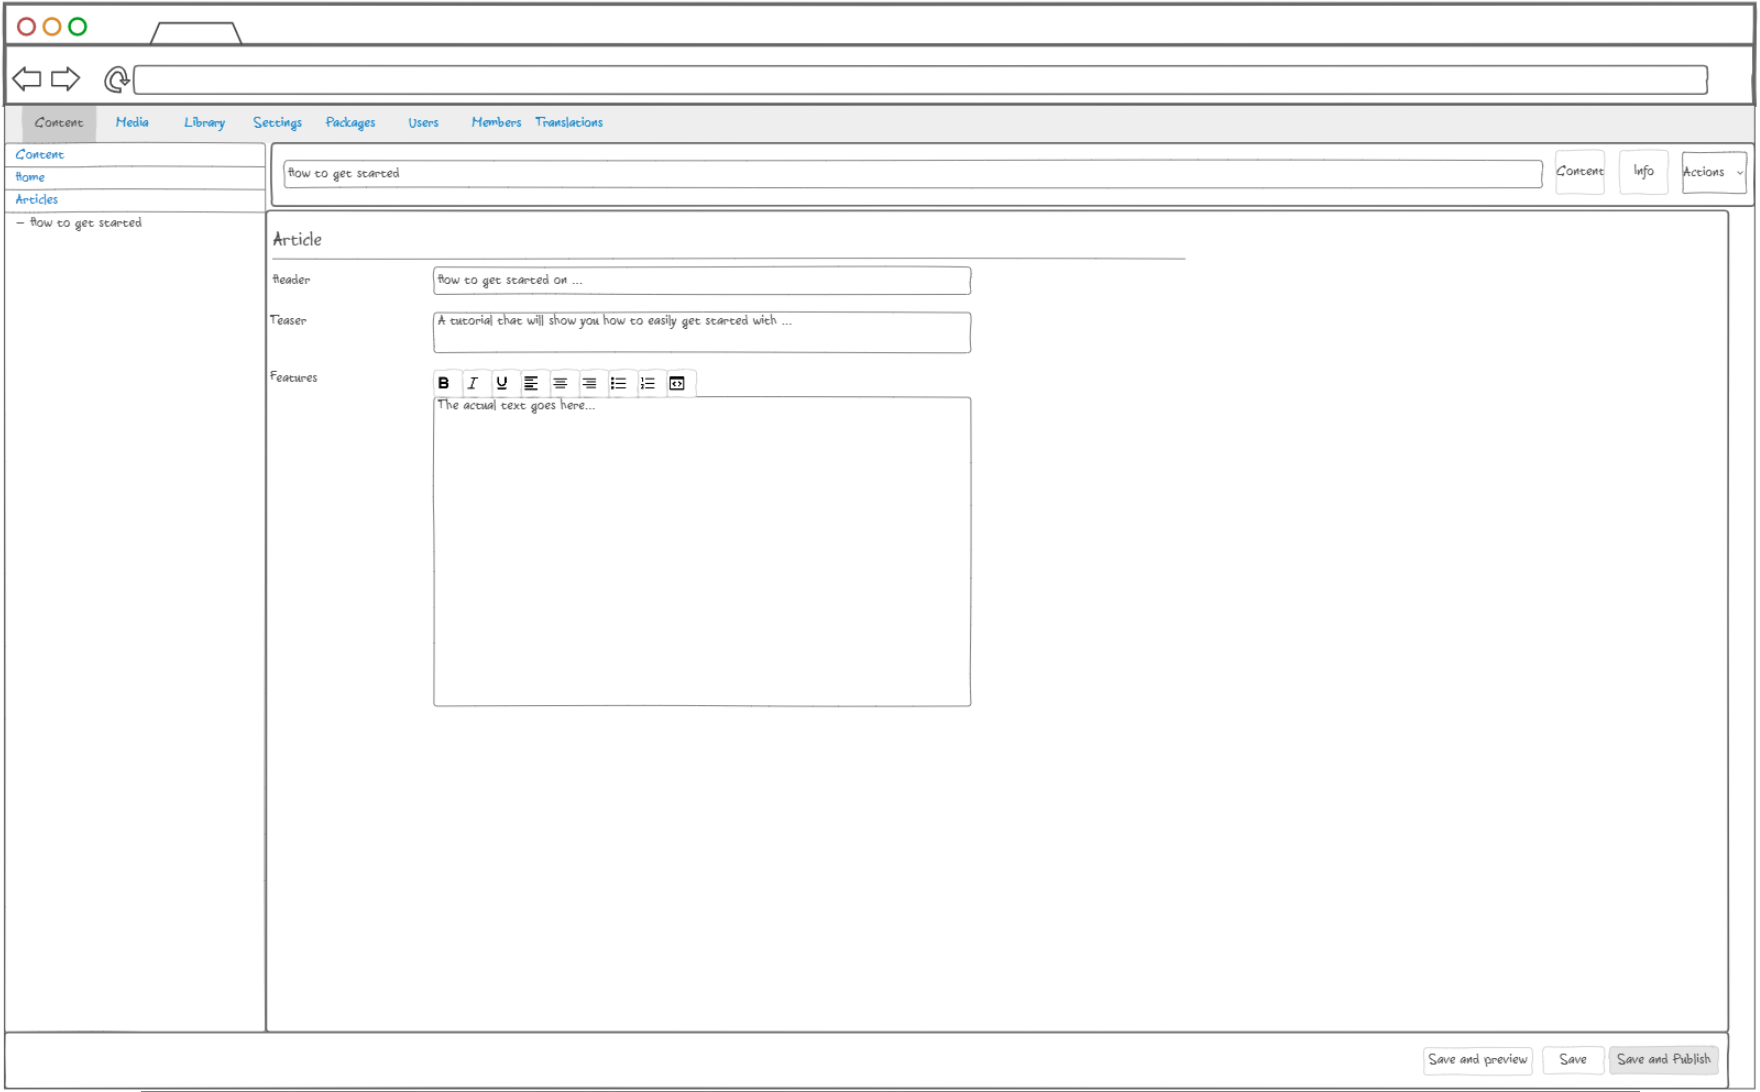 Content Media Library Settings Packages Users Members Translations
Content
Home
Articles
– How to get started
How to get started
Content
Info
Actions
Article
Header
How to get started on ...
Teaser
A tutorial that will show you how to easily get started with ...
Features
B I U
The actual text goes here...
Save and preview
Save
Save and Publish